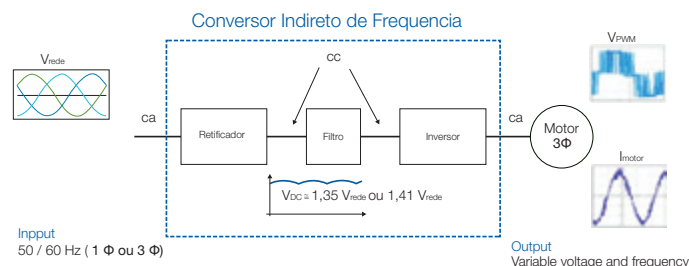 Conversor Indireto de Frequencia
Vrede
VPWM
cc
ca
Retificador
Filtro
Inversor
ca
Motor
3Φ
VDC ≅ 1,35 Vrede ou 1,41 Vrede
Imotor
Inpput
50 / 60 Hz ( 1 Φ ou 3 Φ)
Output
Variable voltage and frequency